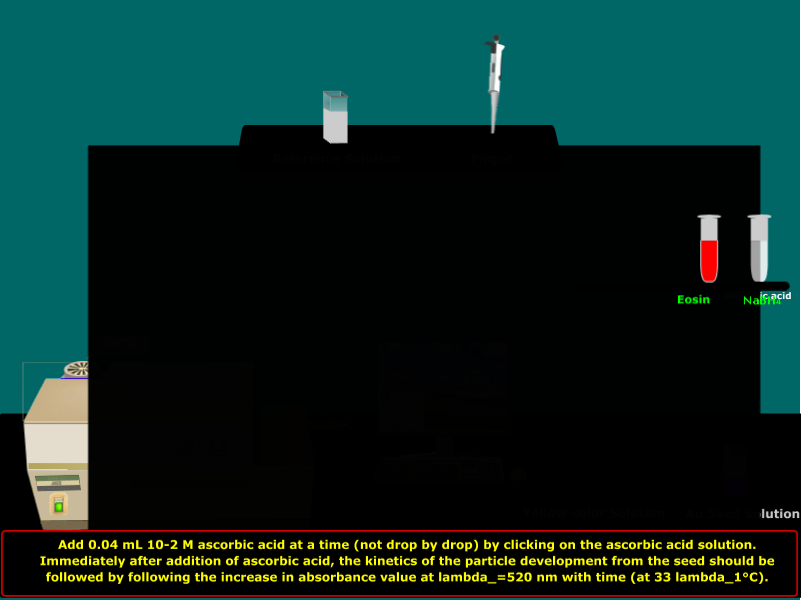 Eosin
NaBH4
ic acid
lution
Add 0.04 mL 10-2 M ascorbic acid at a time (not drop by drop) by clicking on the ascorbic acid solution.
Immediately after addition of ascorbic acid, the kinetics of the particle development from the seed should be
followed by following the increase in absorbance value at lambda_=520 nm with time (at 33 lambda_1°C).